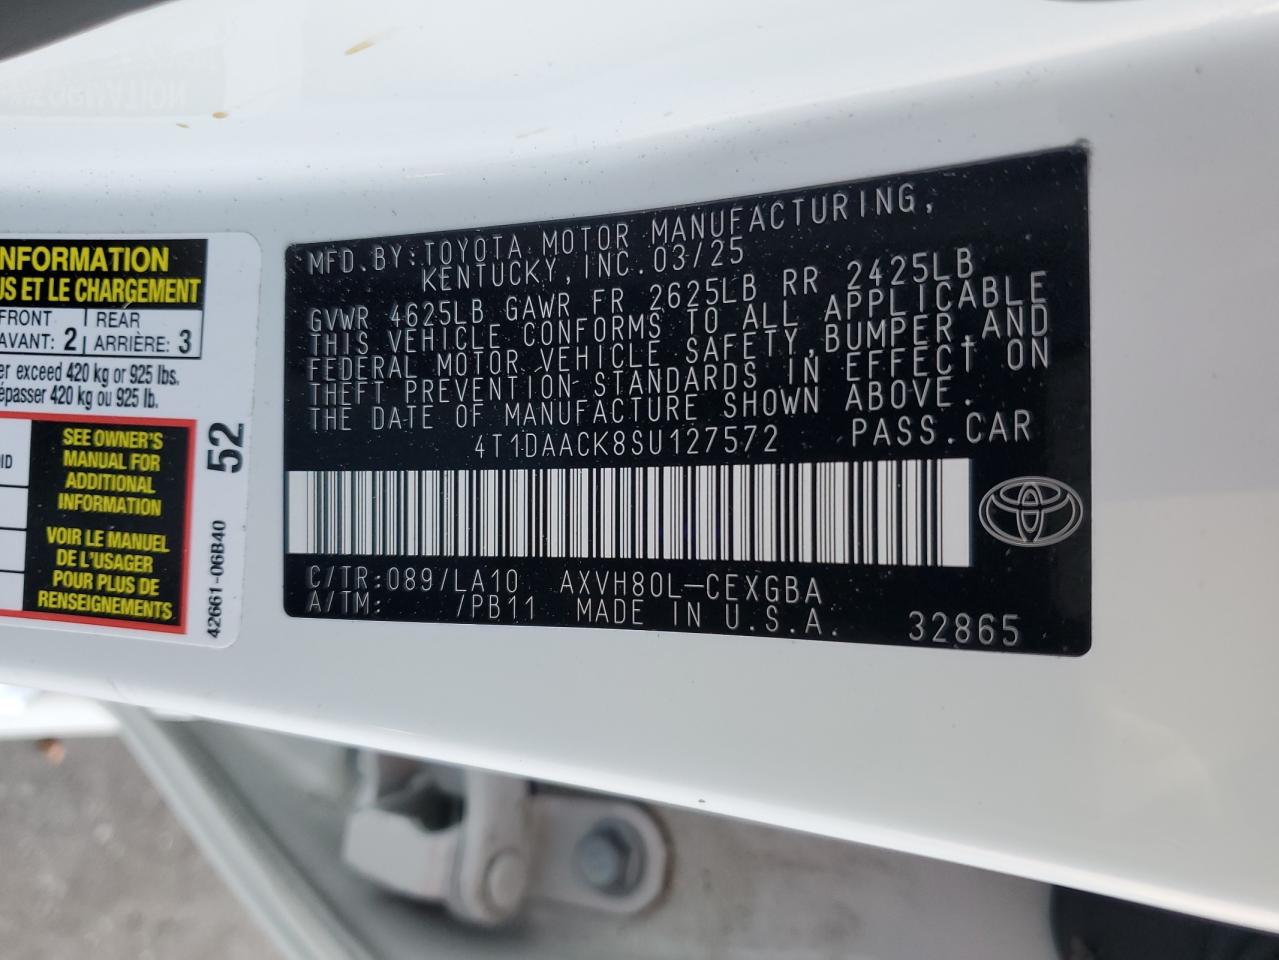 NFORMATION
US ET LE CHARGEMENT
FRONT
AVANT: 2
REAR
ARRIÈRE: 3
er exceed 420 kg or 925 lbs.
épasser 420 kg ou 925 lb.
SEE OWNER'S
MANUAL FOR
ADDITIONAL
INFORMATION
VOIR LE MANUEL
DE L'USAGER
POUR PLUS DE
RENSEIGNEMENTS
52
42661-06B40
MFD.BY:TOYOTA MOTOR MANUFACTURING,
KENTUCKY,INC.03/25
GVWR 4625LB GAWR FR 2625LB RR 2425LB
THIS VEHICLE CONFORMS TO ALL APPLICABLE
FEDERAL MOTOR VEHICLE SAFETY,BUMPER,AND
THEFT PREVENTION STANDARDS IN EFFECT ON
THE DATE OF MANUFACTURE SHOWN ABOVE.
4T1DAACK8SU127572 PASS.CAR
C/TR:089/LA10 AXVH80L-CEXGBA
A/TM: /PB11 MADE IN U.S.A. 32865